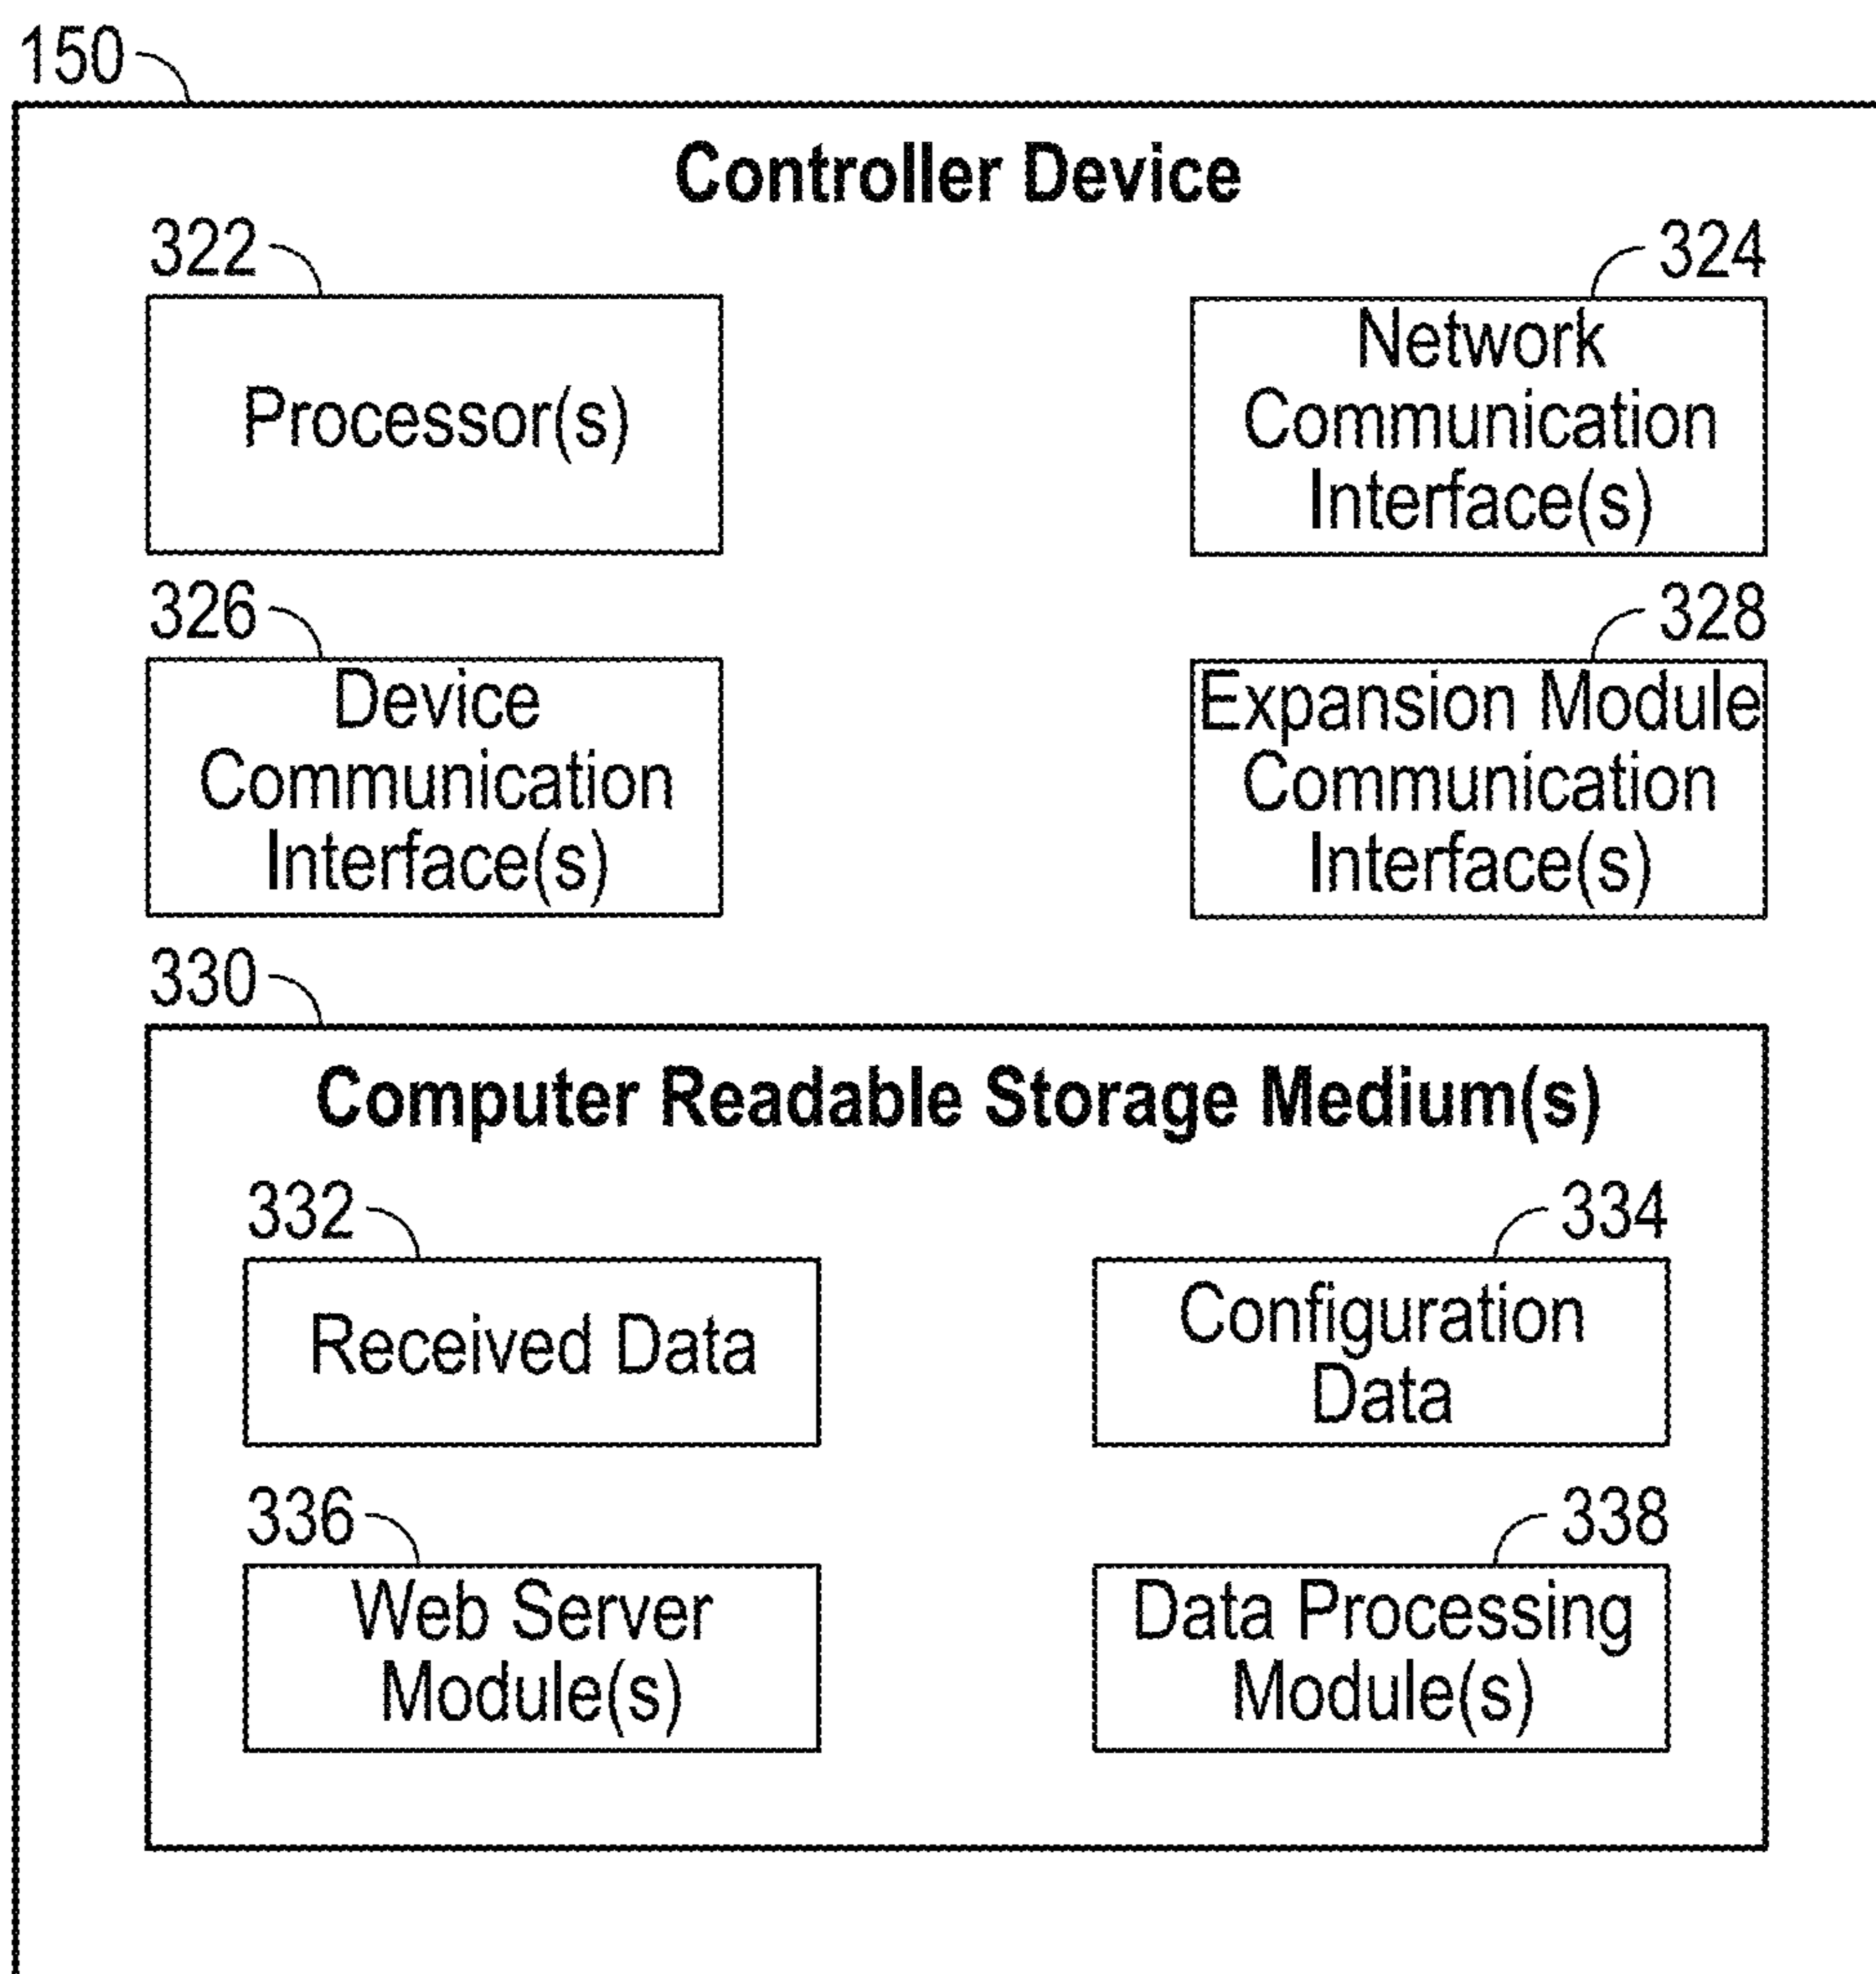 150
Controller Device
322
Processor(s)
324
Network
Communication
Interface(s)
326
Device
Communication
Interface(s)
328
Expansion Module
Communication
Interface(s)
330
Computer Readable Storage Medium(s)
332
Received Data
334
Configuration
Data
336
Web Server
Module(s)
338
Data Processing
Module(s)